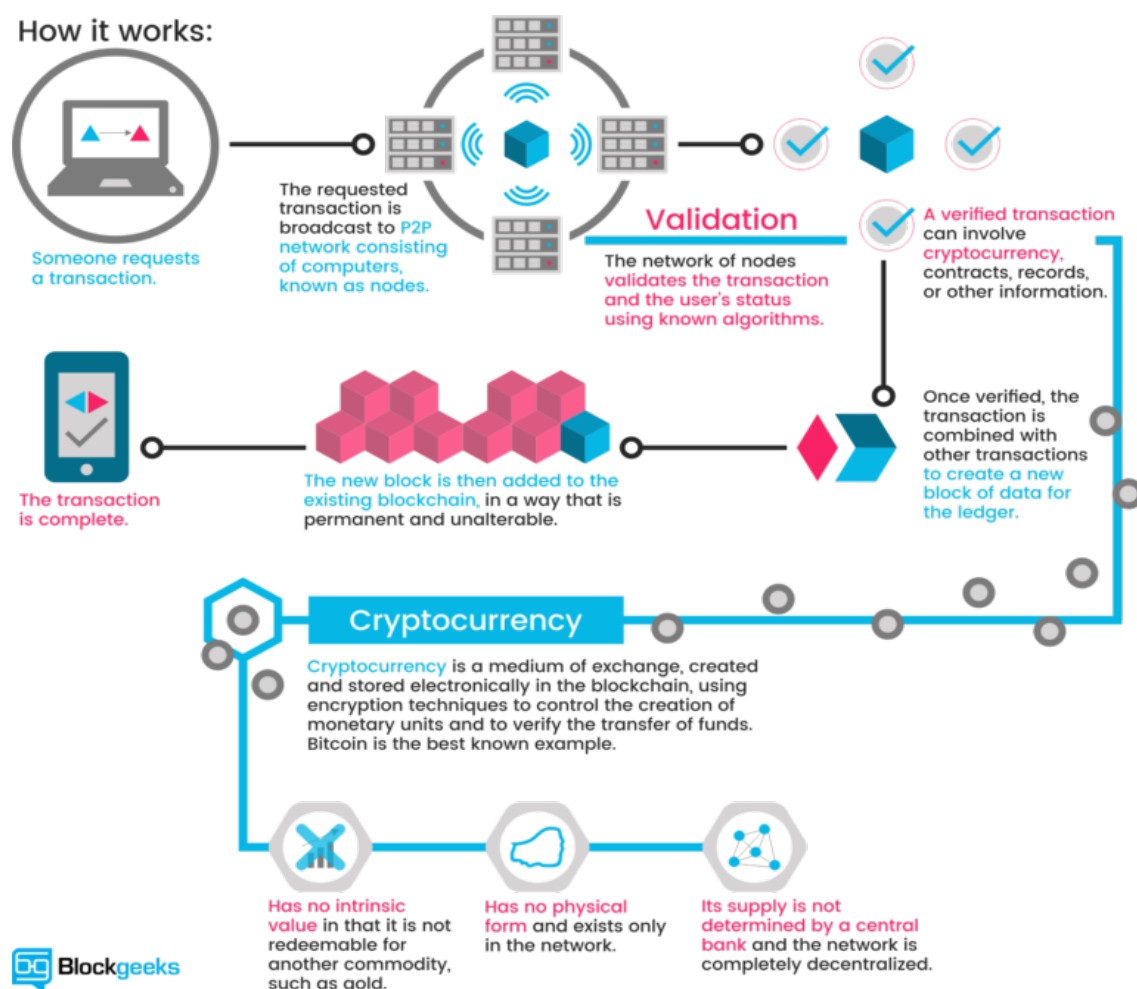 How it works:
Someone requests
a transaction.
The requested
transaction is
broadcast to P2P
network consisting
of computers,
known as nodes.
Validation
The network of nodes
validates the transaction
and the user's status
using known algorithms.
A verified transaction
can involve
cryptocurrency,
contracts, records,
or other information.
Once verified, the
transaction is
combined with
other transactions
to create a new
block of data for
the ledger.
The new block is then added to the
existing blockchain, in a way that is
permanent and unalterable.
The transaction
is complete.
Cryptocurrency
Cryptocurrency is a medium of exchange, created
and stored electronically in the blockchain, using
encryption techniques to control the creation of
monetary units and to verify the transfer of funds.
Bitcoin is the best known example.
Has no intrinsic
value in that it is not
redeemable for
another commodity,
such as gold.
Has no physical
form and exists only
in the network.
Its supply is not
determined by a central
bank and the network is
completely decentralized.
Blockgeeks